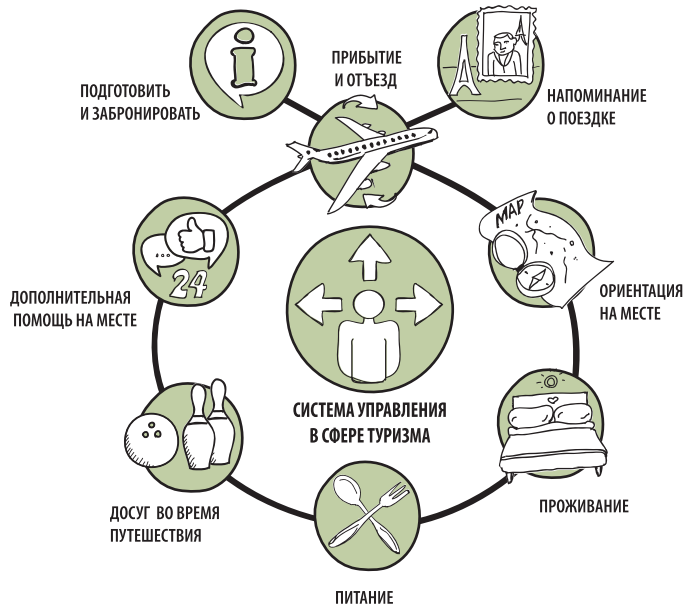 ПРИБЫТИЕ
И ОТЪЕЗД
ПОДГОТОВИТЬ
И ЗАБРОНИРОВАТЬ
НАПОМИНАНИЕ
О ПОЕЗДКЕ
MAP
24
ДОПОЛНИТЕЛЬНАЯ
ПОМОЩЬ НА МЕСТЕ
ОРИЕНТАЦИЯ
НА МЕСТЕ
СИСТЕМА УПРАВЛЕНИЯ
В СФЕРЕ ТУРИЗМА
ДОСУГ ВО ВРЕМЯ
ПУТЕШЕСТВИЯ
ПРОЖИВАНИЕ
ПИТАНИЕ